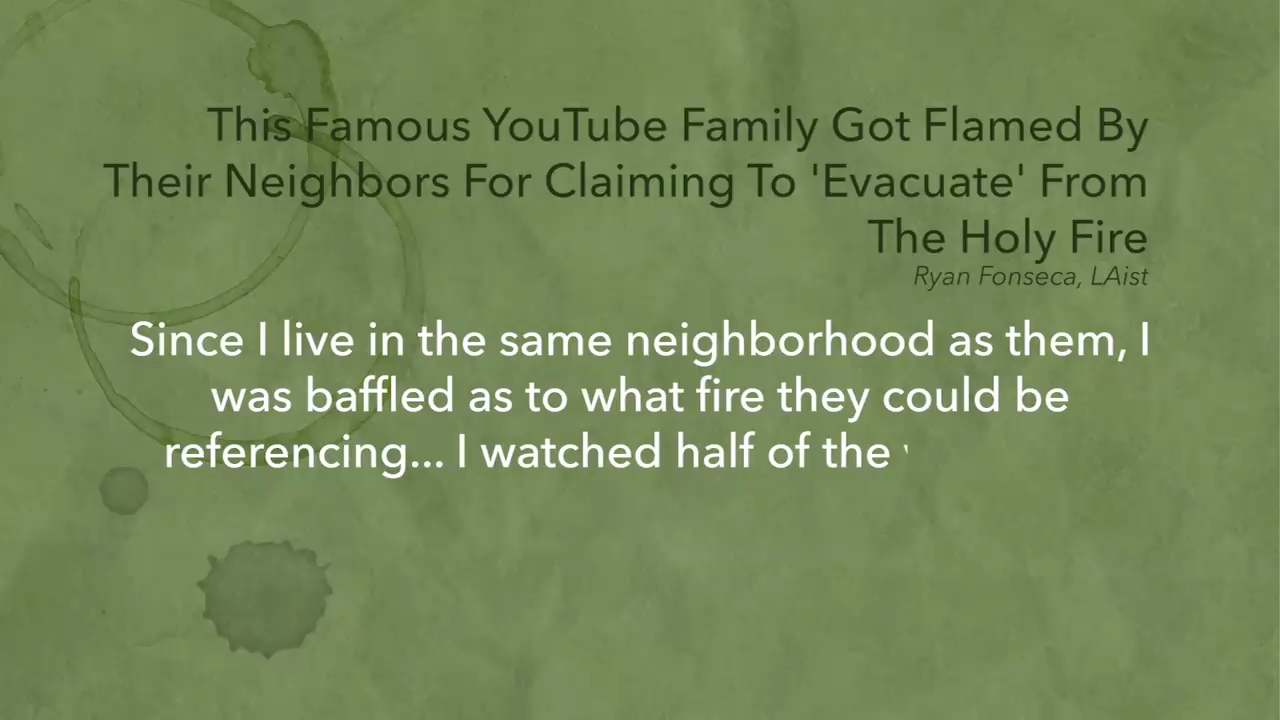 This Famous YouTube Family Got Flamed By
Their Neighbors For Claiming To 'Evacuate' From
The Holy Fire
Ryan Fonseca, LAist
Since I live in the same neighborhood as them, I
was baffled as to what fire they could be
referencing... I watched half of the